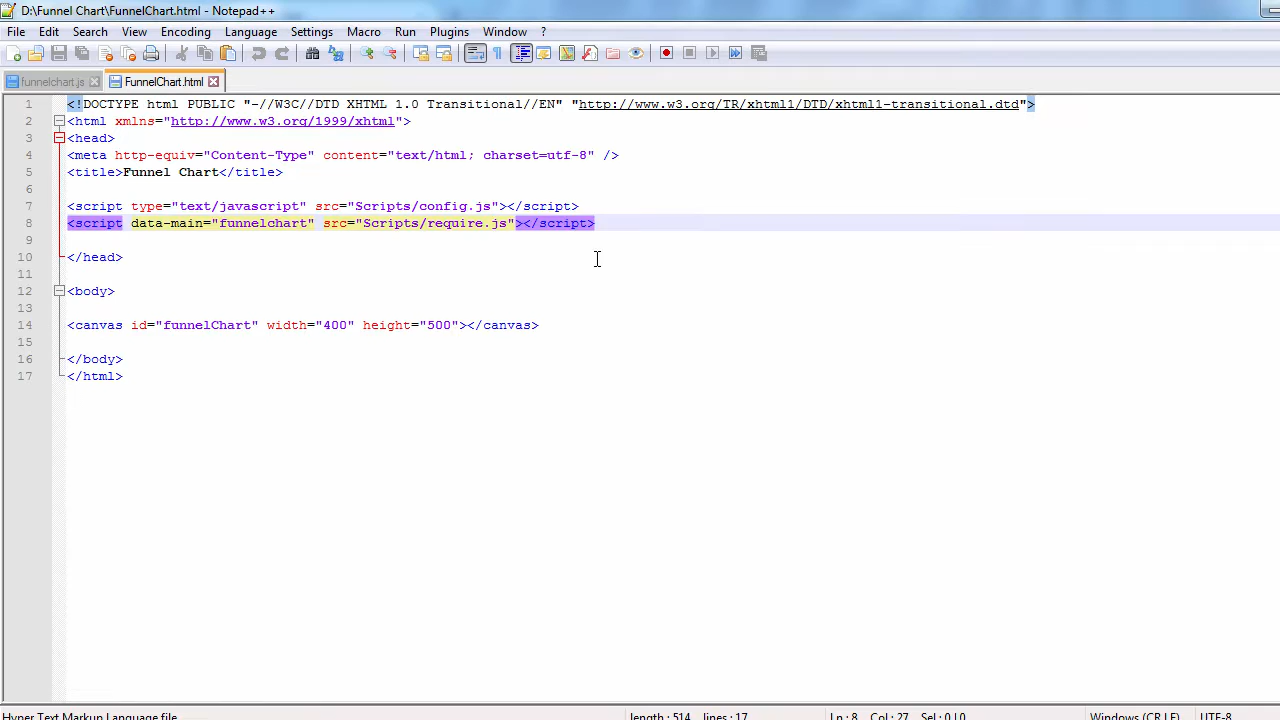 D:\Funnel Chart\FunnelChart.html - Notepad++
File Edit Search View Encoding Language Settings Macro Run Plugins Window ?
funnelchart.js FunnelChart.html
1 <!DOCTYPE html PUBLIC "-//W3C//DTD XHTML 1.0 Transitional//EN" "http://www.w3.org/TR/xhtml1/DTD/xhtml1-transitional.dtd">
2 <html xmlns="http://www.w3.org/1999/xhtml">
3 <head>
4 <meta http-equiv="Content-Type" content="text/html; charset=utf-8" />
5 <title>Funnel Chart</title>
6
7 <script type="text/javascript" src="Scripts/config.js"></script>
8 <script data-main="funnelchart" src="Scripts/require.js"></script>
9
10 </head>
11
12 <body>
13
14 <canvas id="funnelChart" width="400" height="500"></canvas>
15
16 </body>
17 </html>
Hyper Text Markup Language file length : 514 lines : 17 Ln : 8 Col : 27 Sel : 0 | 0 Windows (CR LF) UTF-8